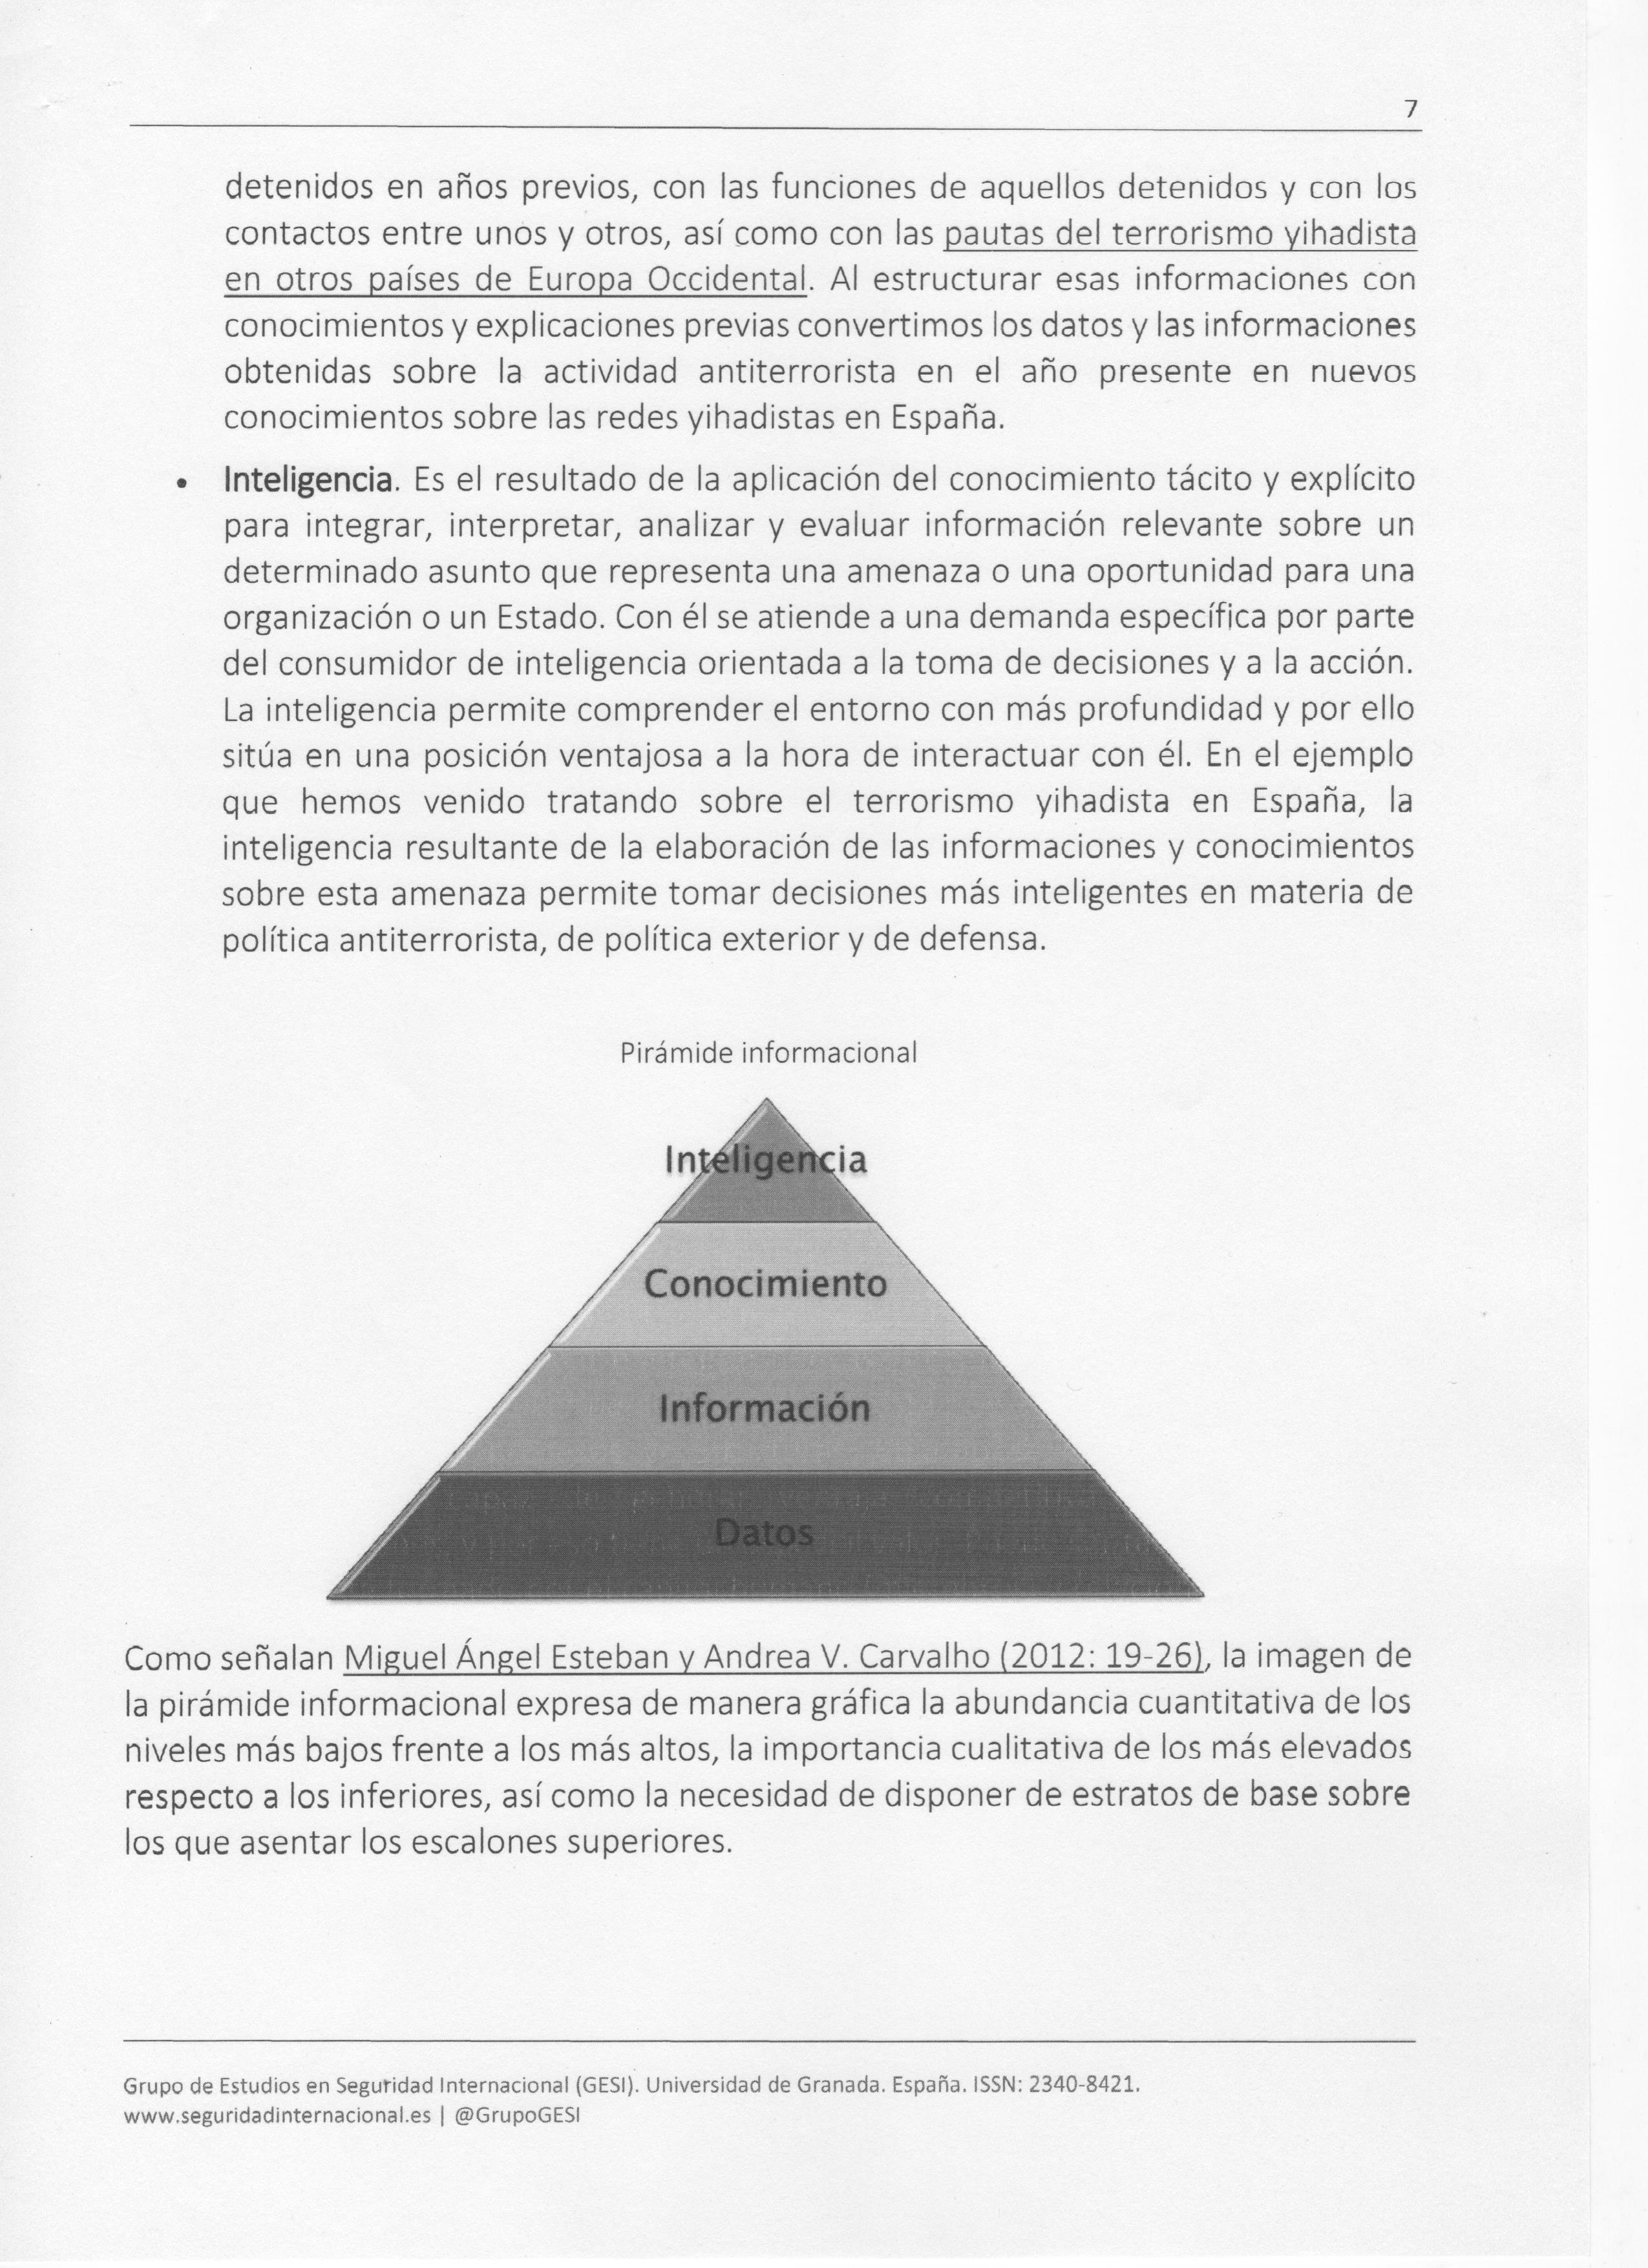 7
detenidos en años previos, con las funciones de aquellos detenidos y con los
contactos entre unos y otros, así como con las pautas del terrorismo yihadista
en otros países de Europa Occidental. Al estructurar esas informaciones con
conocimientos y explicaciones previas convertimos los datos y las informaciones
obtenidas sobre la actividad antiterrorista en el año presente en nuevos
conocimientos sobre las redes yihadistas en España.
• Inteligencia. Es el resultado de la aplicación del conocimiento tácito y explícito
para integrar, interpretar, analizar y evaluar información relevante sobre un
determinado asunto que representa una amenaza o una oportunidad para una
organización o un Estado. Con él se atiende a una demanda específica por parte
del consumidor de inteligencia orientada a la toma de decisiones y a la acción.
La inteligencia permite comprender el entorno con más profundidad y por ello
sitúa en una posición ventajosa a la hora de interactuar con él. En el ejemplo
que hemos venido tratando sobre el terrorismo yihadista en España, la
inteligencia resultante de la elaboración de las informaciones y conocimientos
sobre esta amenaza permite tomar decisiones más inteligentes en materia de
política antiterrorista, de política exterior y de defensa.
Pirámide informacional
Inteligencia
Conocimiento
Información
Datos
Como señalan Miguel Ángel Esteban y Andrea V. Carvalho (2012: 19-26), la imagen de
la pirámide informacional expresa de manera gráfica la abundancia cuantitativa de los
niveles más bajos frente a los más altos, la importancia cualitativa de los más elevados
respecto a los inferiores, así como la necesidad de disponer de estratos de base sobre
los que asentar los escalones superiores.
Grupo de Estudios en Seguridad Internacional (GESI). Universidad de Granada. España. ISSN: 2340-8421.
www.seguridadinternacional.es | @GrupoGESI